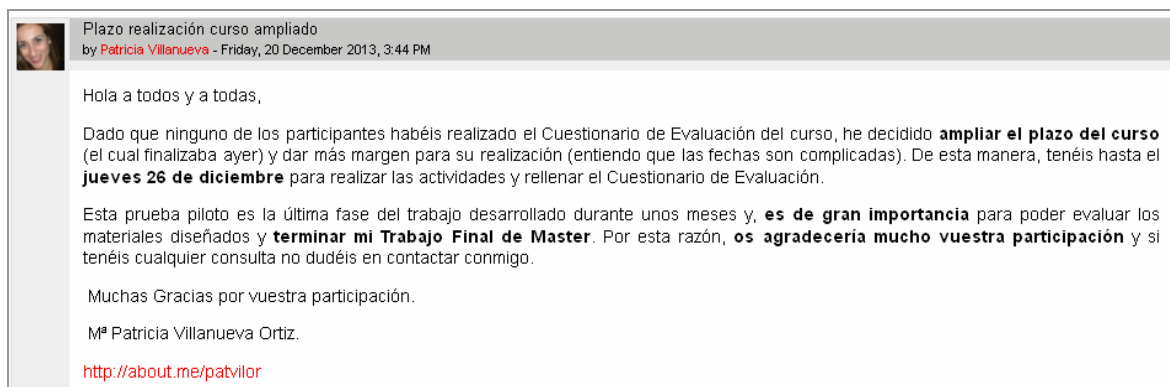 Plazo realización curso ampliado
by Patricia Villanueva - Friday, 20 December 2013, 3:44 PM
Hola a todos y a todas,
Dado que ninguno de los participantes habéis realizado el Cuestionario de Evaluación del curso, he decidido ampliar el plazo del curso
(el cual finalizaba ayer) y dar más margen para su realización (entiendo que las fechas son complicadas). De esta manera, tenéis hasta el
jueves 26 de diciembre para realizar las actividades y rellenar el Cuestionario de Evaluación.
Esta prueba piloto es la última fase del trabajo desarrollado durante unos meses y, es de gran importancia para poder evaluar los
materiales diseñados y terminar mi Trabajo Final de Master. Por esta razón, os agradecería mucho vuestra participación y si
tenéis cualquier consulta no dudéis en contactar conmigo.
Muchas Gracias por vuestra participación.
Mª Patricia Villanueva Ortiz.
http://about.me/patvilor